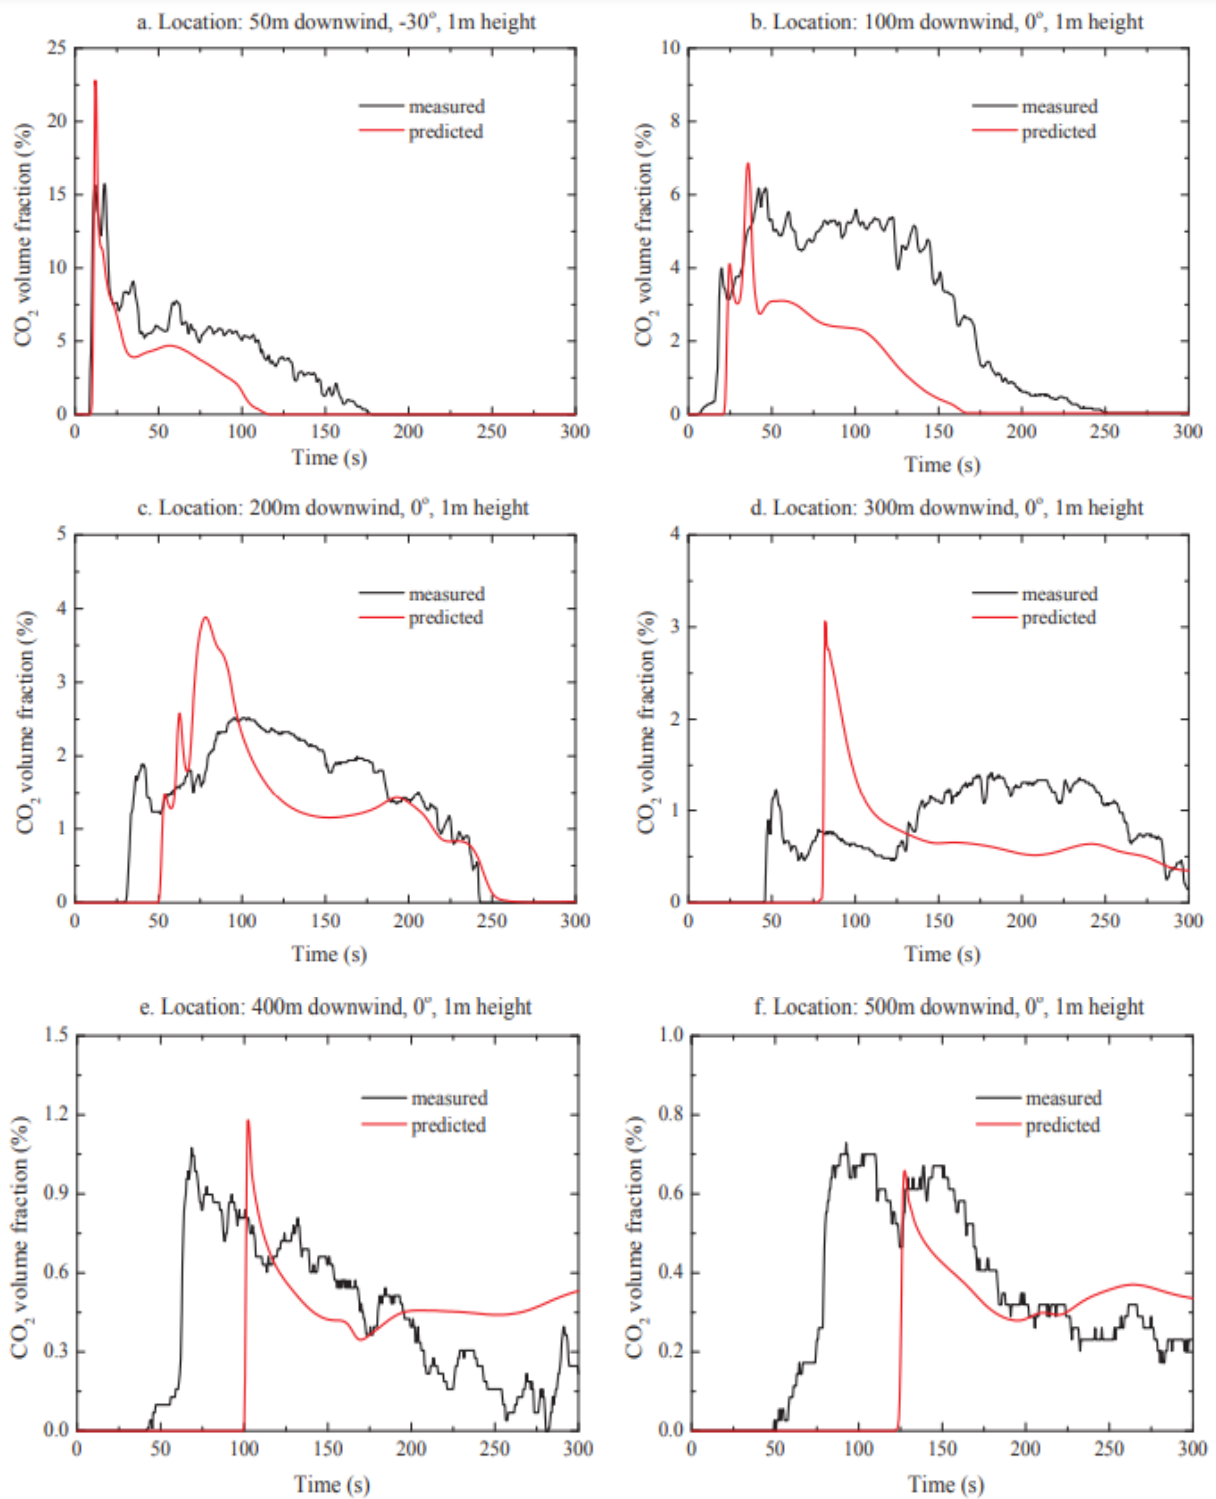 a. Location: 50m downwind, -30°, 1m height
25
20
15
10
5
0
CO₂ volume fraction (%)
measured
predicted
0 50 100 150 200 250 300
Time (s)
b. Location: 100m downwind, 0°, 1m height
10
8
6
4
2
0
CO₂ volume fraction (%)
measured
predicted
0 50 100 150 200 250 300
Time (s)
c. Location: 200m downwind, 0°, 1m height
5
4
3
2
1
0
CO₂ volume fraction (%)
measured
predicted
0 50 100 150 200 250 300
Time (s)
d. Location: 300m downwind, 0°, 1m height
4
3
2
1
0
CO₂ volume fraction (%)
measured
predicted
0 50 100 150 200 250 300
Time (s)
e. Location: 400m downwind, 0°, 1m height
1.5
1.2
0.9
0.6
0.3
0.0
CO₂ volume fraction (%)
measured
predicted
0 50 100 150 200 250 300
Time (s)
f. Location: 500m downwind, 0°, 1m height
1.0
0.8
0.6
0.4
0.2
0.0
CO₂ volume fraction (%)
measured
predicted
0 50 100 150 200 250 300
Time (s)